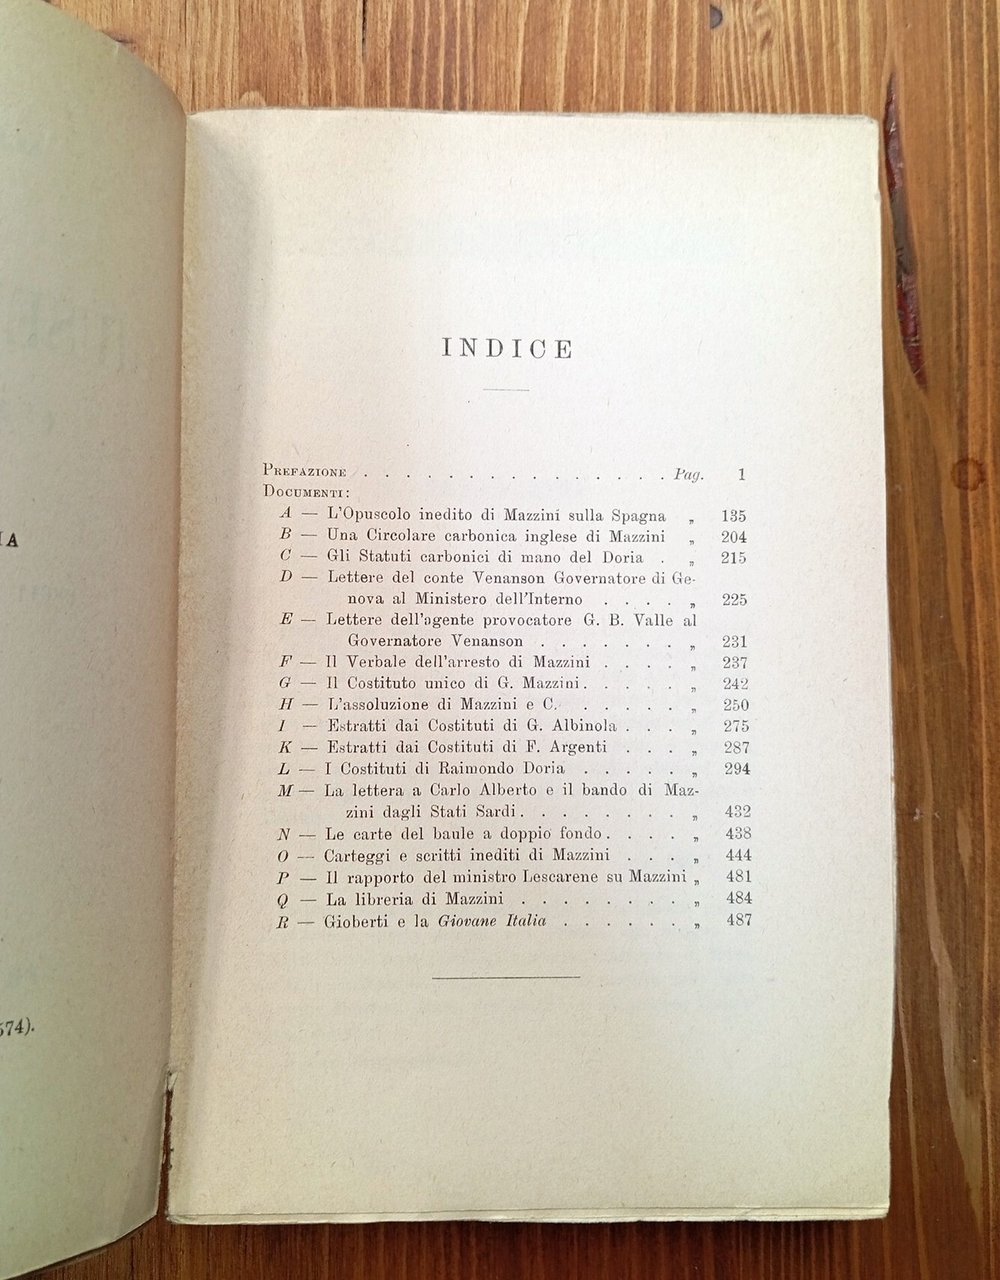 IA
574).
INDICE
PREFAZIONE . . . . . . . . . . . . . . . Pag. 1
DOCUMENTI:
A — L'Opuscolo inedito di Mazzini sulla Spagna „ 135
B — Una Circolare carbonica inglese di Mazzini „ 204
C — Gli Statuti carbonici di mano del Doria . „ 215
D — Lettere del conte Venanson Governatore di Ge-
nova al Ministero dell'Interno . . . . „ 225
E — Lettere dell'agente provocatore G. B. Valle al
Governatore Venanson . . . . . . . „ 231
F — Il Verbale dell'arresto di Mazzini . . . . „ 237
G — Il Costituto unico di G. Mazzini . . . . . „ 242
H — L'assoluzione di Mazzini e C. . . . . . „ 250
I — Estratti dai Costituti di G. Albinola . . . „ 275
K — Estratti dai Costituti di F. Argenti . . . „ 287
L — I Costituti di Raimondo Doria . . . . . „ 294
M — La lettera a Carlo Alberto e il bando di Maz-
zini dagli Stati Sardi . . . . . . . . „ 432
N — Le carte del baule a doppio fondo . . . . „ 438
O — Carteggi e scritti inediti di Mazzini . . . „ 444
P — Il rapporto del ministro Lescarene su Mazzini „ 481
Q — La libreria di Mazzini . . . . . . . . „ 484
R — Gioberti e la Giovane Italia . . . . . . „ 487